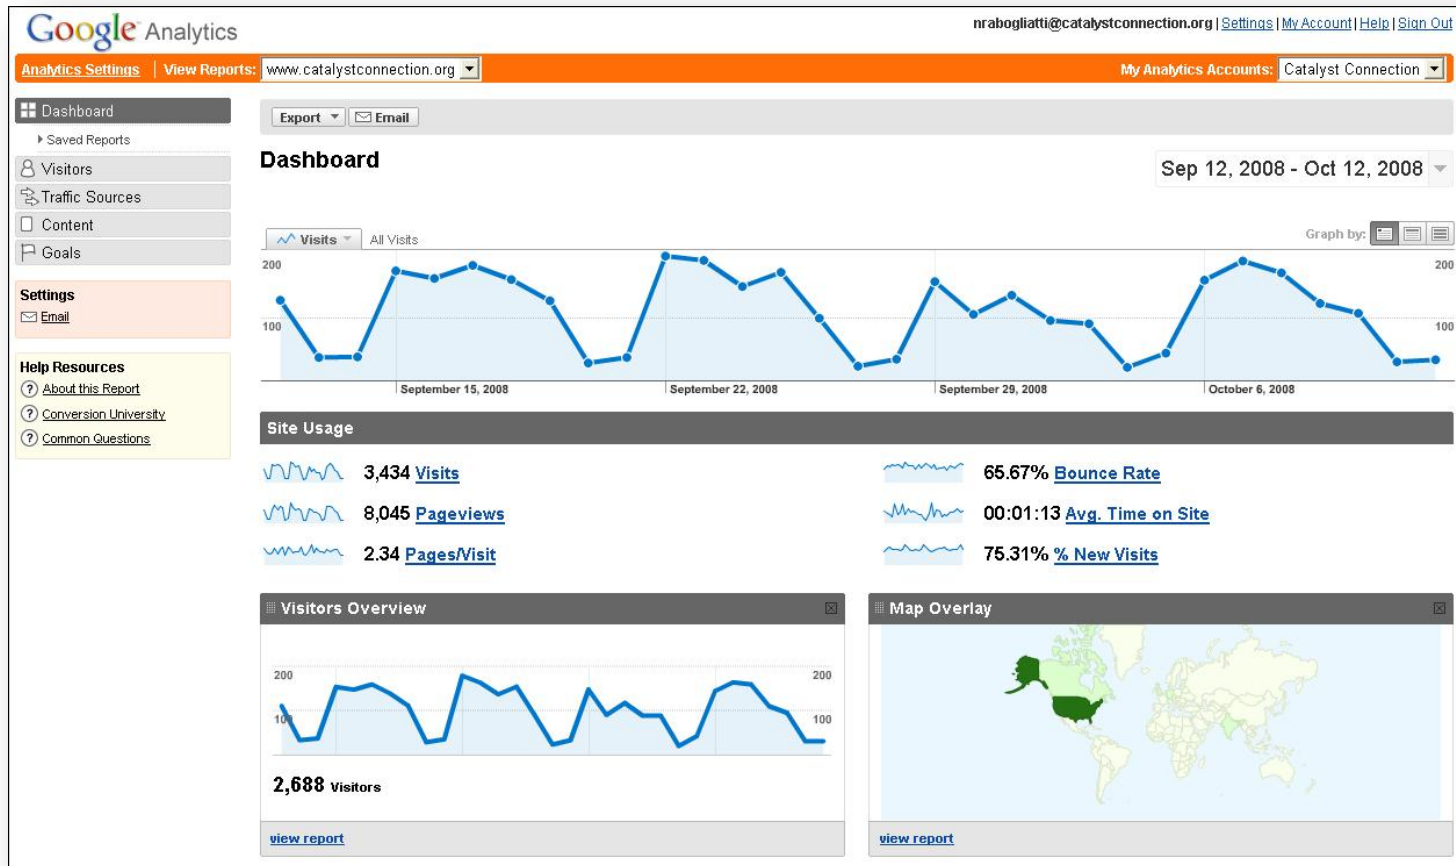 Google Analytics
nrabogliatti@catalystconnection.org | Settings | My Account | Help | Sign Out
Analytics Settings | View Reports: www.catalystconnection.org
My Analytics Accounts: Catalyst Connection
Dashboard
Saved Reports
Visitors
Traffic Sources
Content
Goals
Settings
Email
Help Resources
About this Report
Conversion University
Common Questions
Export Email
Dashboard
Sep 12, 2008 - Oct 12, 2008
Visits All Visits
Graph by:
200 200
100 100
September 15, 2008 September 22, 2008 September 29, 2008 October 6, 2008
Site Usage
3,434 Visits
65.67% Bounce Rate
8,045 Pageviews
00:01:13 Avg. Time on Site
2.34 Pages/Visit
75.31% % New Visits
Visitors Overview
200 200
100 100
2,688 Visitors
view report
Map Overlay
view report